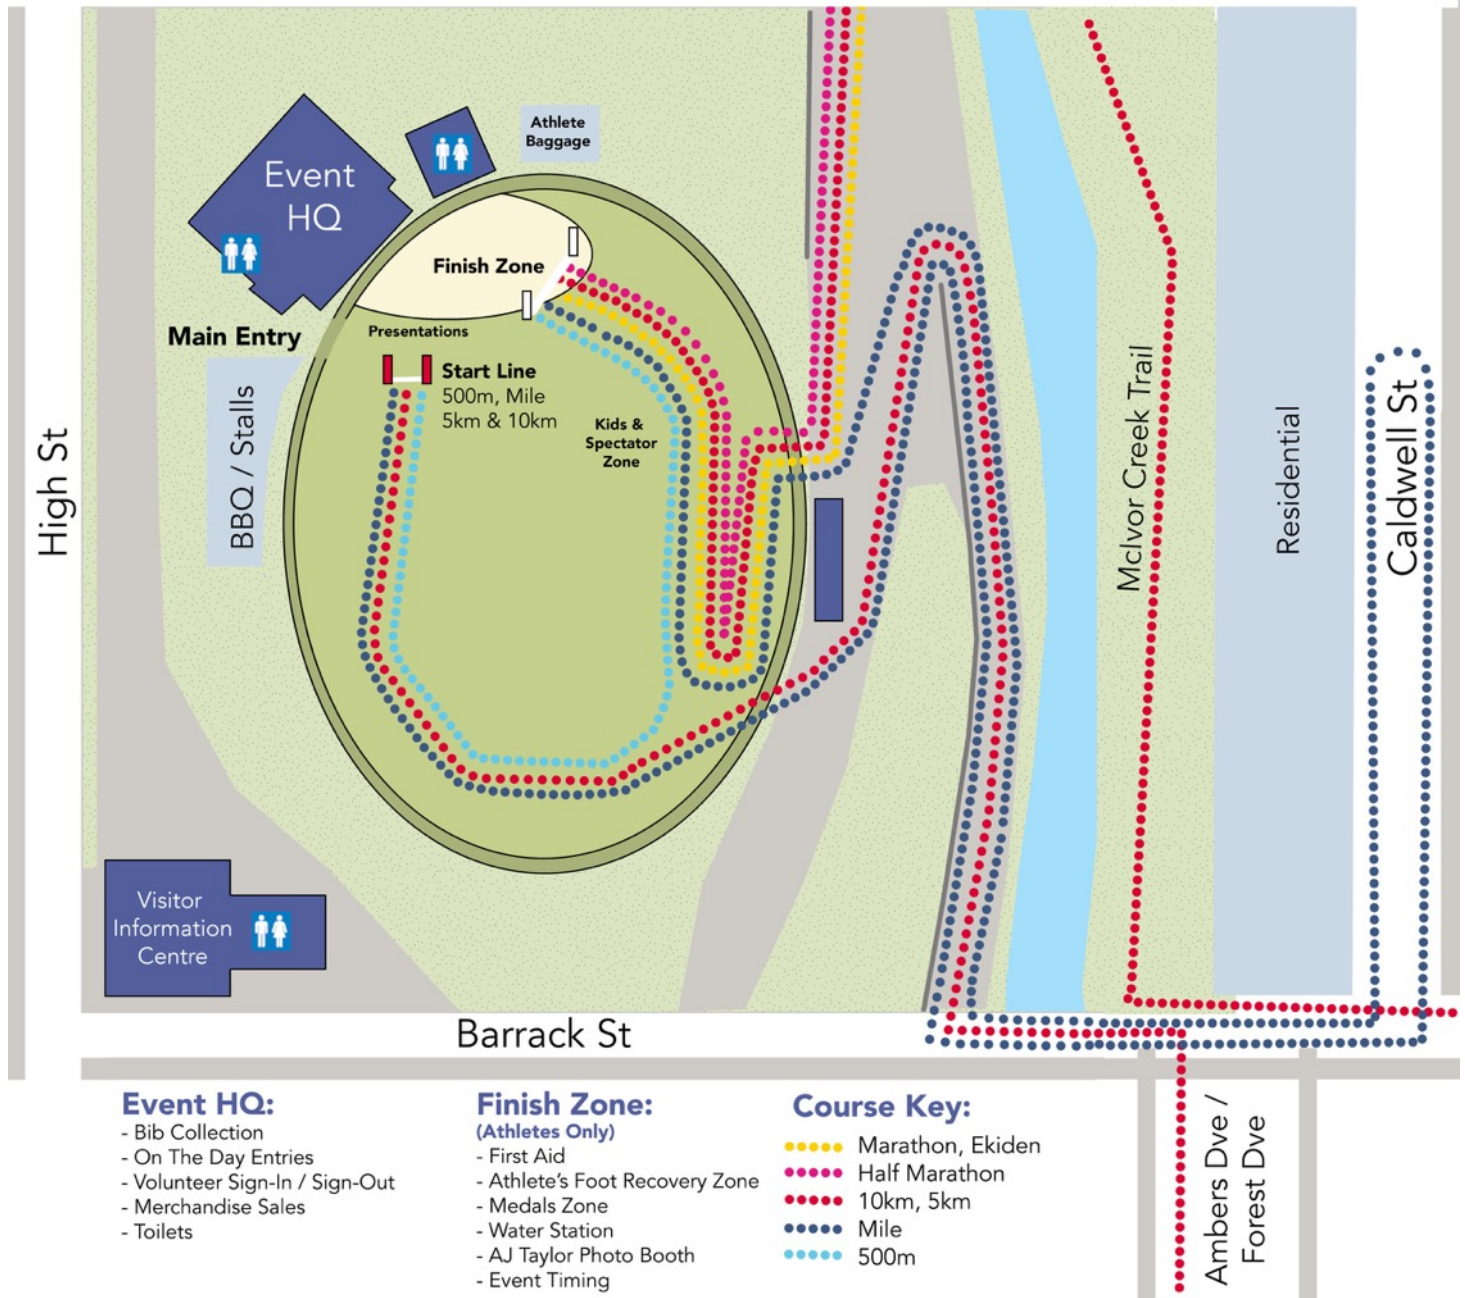 Athlete
Baggage
Event
HQ
Finish Zone
Main Entry
Presentations
Start Line
500m, Mile
5km & 10km
Kids &
Spectator
Zone
BBQ / Stalls
High St
McIvor Creek Trail
Residential
Caldwell St
Visitor
Information
Centre
Barrack St
Event HQ:
- Bib Collection
- On The Day Entries
- Volunteer Sign-In / Sign-Out
- Merchandise Sales
- Toilets
Finish Zone:
(Athletes Only)
- First Aid
- Athlete's Foot Recovery Zone
- Medals Zone
- Water Station
- AJ Taylor Photo Booth
- Event Timing
Course Key:
Marathon, Ekiden
Half Marathon
10km, 5km
Mile
500m
Ambers Dve /
Forest Dve